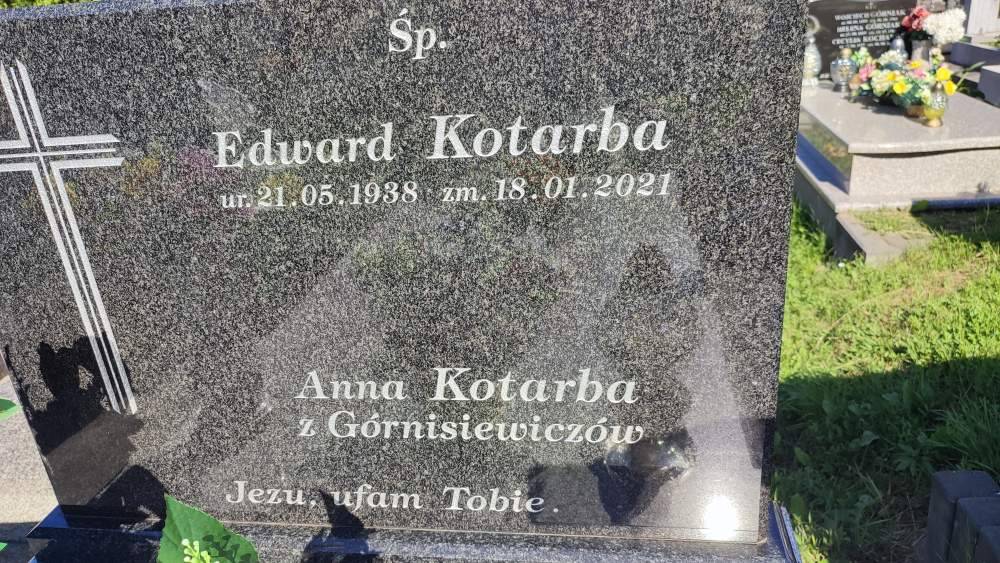 Śp.
Edward Kotarba
ur. 21.05.1938 zm. 18.01.2021
Anna Kotarba
z Górnisiewiczów
Jezu, ufam Tobie.